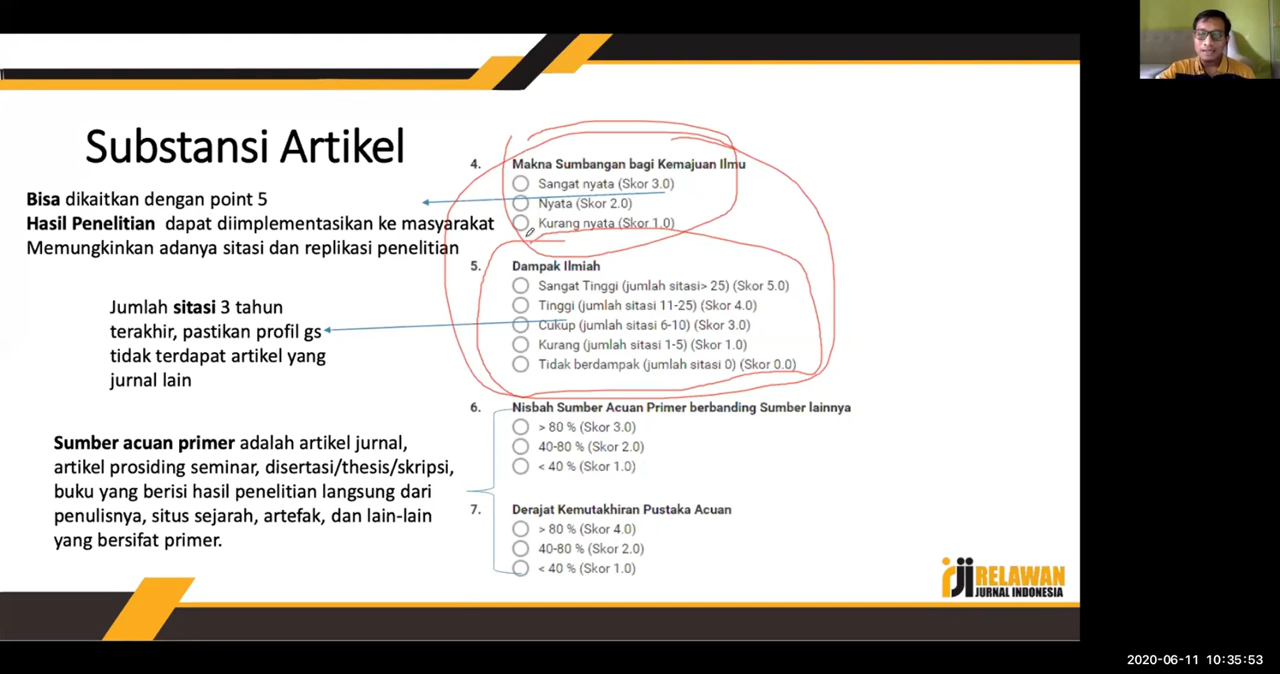 Substansi Artikel
Bisa dikaitkan dengan point 5
Hasil Penelitian dapat diimplementasikan ke masyarakat
Memungkinkan adanya sitasi dan replikasi penelitian
Jumlah sitasi 3 tahun
terakhir, pastikan profil gs
tidak terdapat artikel yang
jurnal lain
Sumber acuan primer adalah artikel jurnal,
artikel prosiding seminar, disertasi/thesis/skripsi,
buku yang berisi hasil penelitian langsung dari
penulisnya, situs sejarah, artefak, dan lain-lain
yang bersifat primer.
4. Makna Sumbangan bagi Kemajuan Ilmu
Sangat nyata (Skor 3.0)
Nyata (Skor 2.0)
Kurang nyata (Skor 1.0)
5. Dampak Ilmiah
Sangat Tinggi (jumlah sitasi> 25) (Skor 5.0)
Tinggi (jumlah sitasi 11-25) (Skor 4.0)
Cukup (jumlah sitasi 6-10) (Skor 3.0)
Kurang (jumlah sitasi 1-5) (Skor 1.0)
Tidak berdampak (jumlah sitasi 0) (Skor 0.0)
6. Nisbah Sumber Acuan Primer berbanding Sumber lainnya
> 80 % (Skor 3.0)
40-80 % (Skor 2.0)
< 40 % (Skor 1.0)
7. Derajat Kemutakhiran Pustaka Acuan
> 80 % (Skor 4.0)
40-80 % (Skor 2.0)
< 40 % (Skor 1.0)
rji RELAWAN
JURNAL INDONESIA
2020-06-11 10:35:53